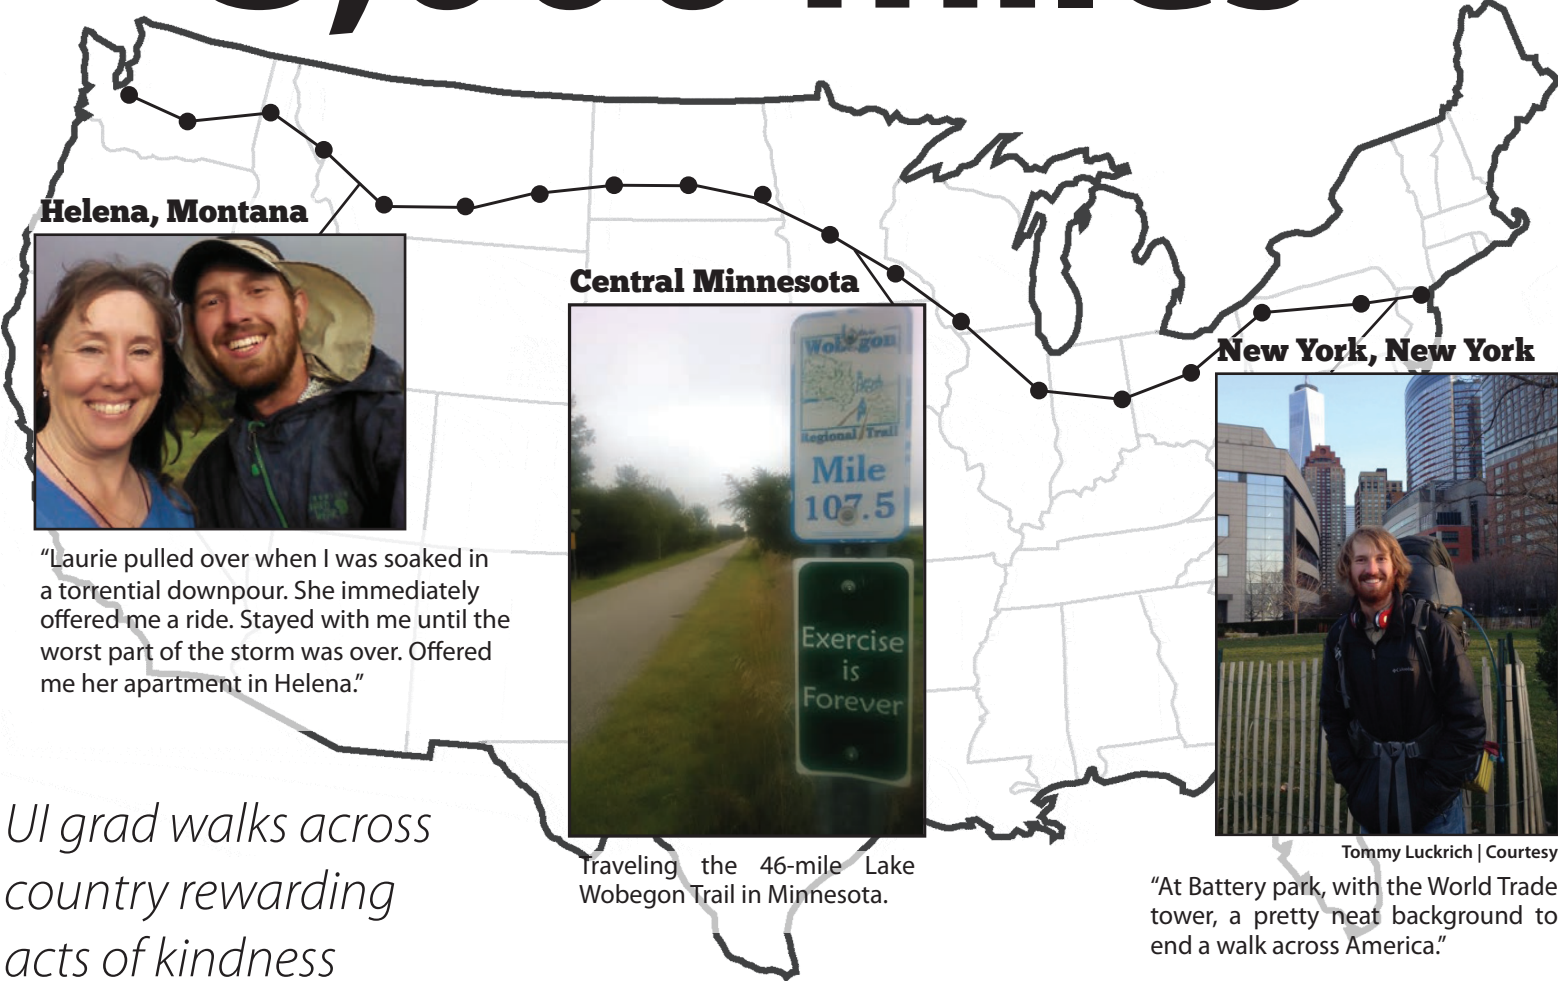 miles
Helena, Montana
“Laurie pulled over when I was soaked in
a torrential downpour. She immediately
offered me a ride. Stayed with me until the
worst part of the storm was over. Offered
me her apartment in Helena.”
Central Minnesota
Wobegon
Regional Trail
Mile
107.5
Exercise
is
Forever
Traveling the 46-mile Lake
Wobegon Trail in Minnesota.
New York, New York
Tommy Luckrich | Courtesy
“At Battery park, with the World Trade
tower, a pretty neat background to
end a walk across America.”
UI grad walks across
country rewarding
acts of kindness